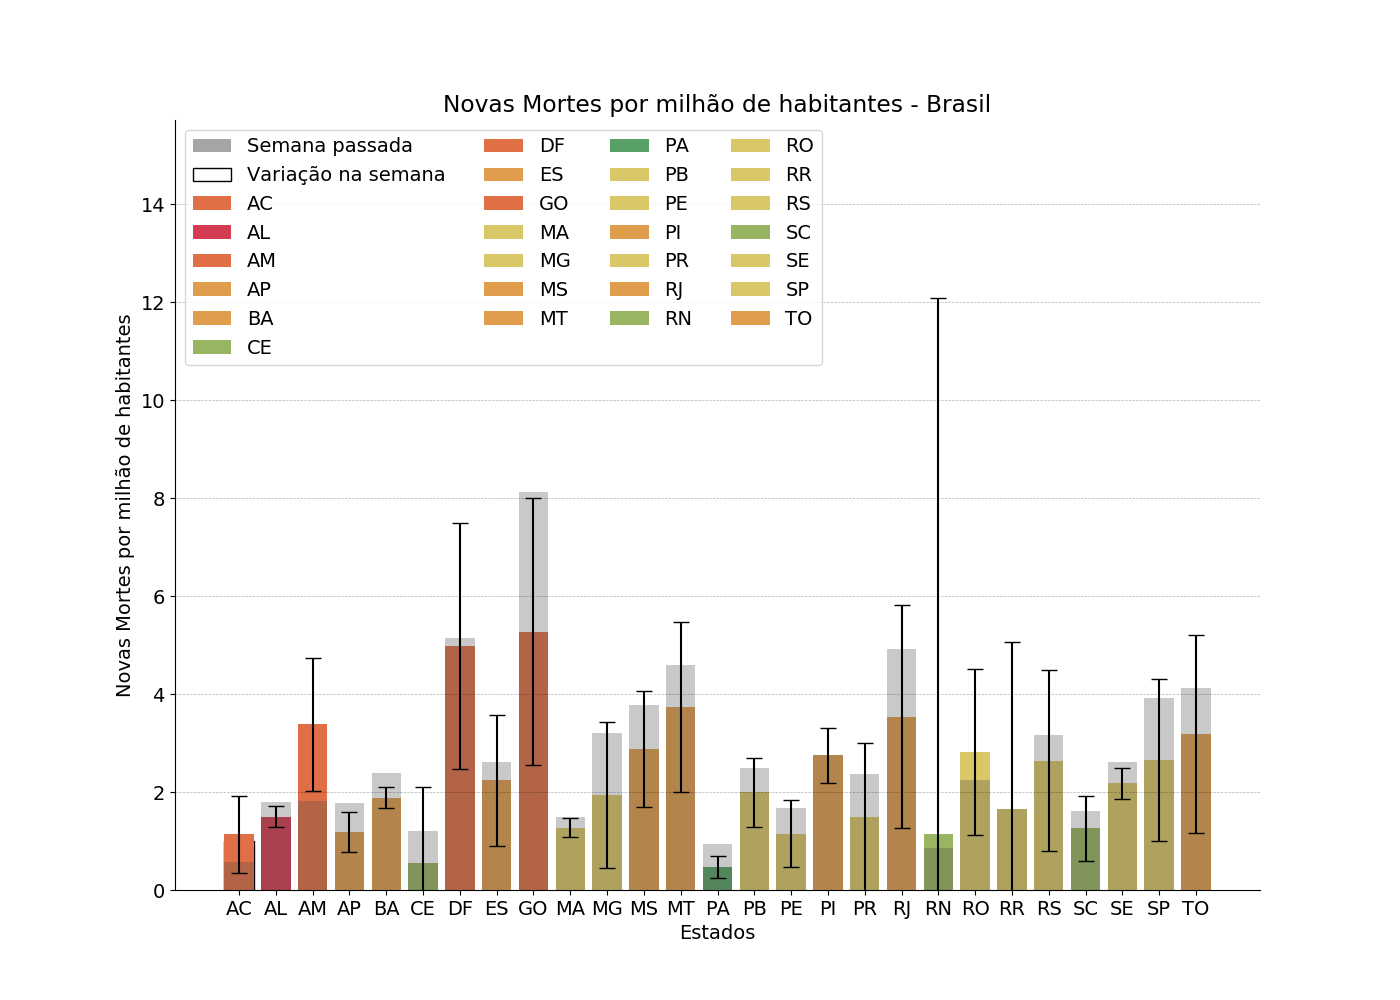 Novas Mortes por milhão de habitantes - Brasil
Semana passada
Variação na semana
AC
AL
AM
AP
BA
CE
DF
ES
GO
MA
MG
MS
MT
PA
PB
PE
PI
PR
RJ
RN
RO
RR
RS
SC
SE
SP
TO
Novas Mortes por milhão de habitantes
14
12
10
8
6
4
2
0
AC AL AM AP BA CE DF ES GO MA MG MS MT PA PB PE PI PR RJ RN RO RR RS SC SE SP TO
Estados